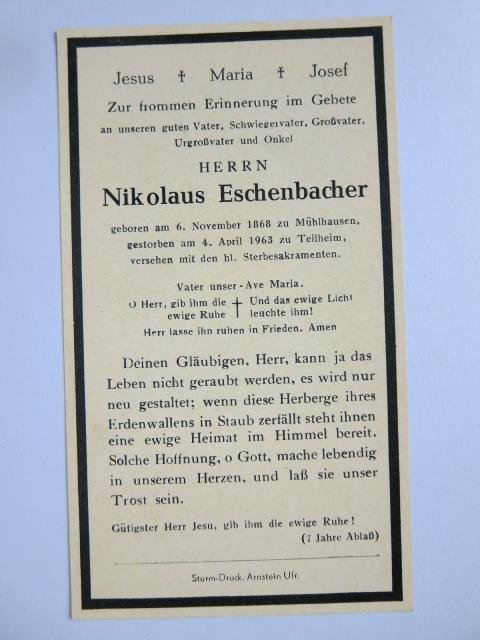 Jesus ✝ Maria ✝ Josef
Zur frommen Erinnerung im Gebete
an unseren guten Vater, Schwiegervater, Großvater,
Urgroßvater und Onkel
HERRN
Nikolaus Eschenbacher
geboren am 6. November 1868 zu Mühlhausen,
gestorben am 4. April 1963 zu Teilheim,
versehen mit den hl. Sterbesakramenten.
Vater unser - Ave Maria.
O Herr, gib ihm die ✝ Und das ewige Licht
ewige Ruhe leuchte ihm!
Herr lasse ihn ruhen in Frieden. Amen
Deinen Gläubigen, Herr, kann ja das
Leben nicht geraubt werden, es wird nur
neu gestaltet; wenn diese Herberge ihres
Erdenwallens in Staub zerfällt steht ihnen
eine ewige Heimat im Himmel bereit.
Solche Hoffnung, o Gott, mache lebendig
in unserem Herzen, und laß sie unser
Trost sein.
Gütigster Herr Jesu, gib ihm die ewige Ruhe!
(7 Jahre Ablaß)
Sturm-Druck, Arnstein Ufr.